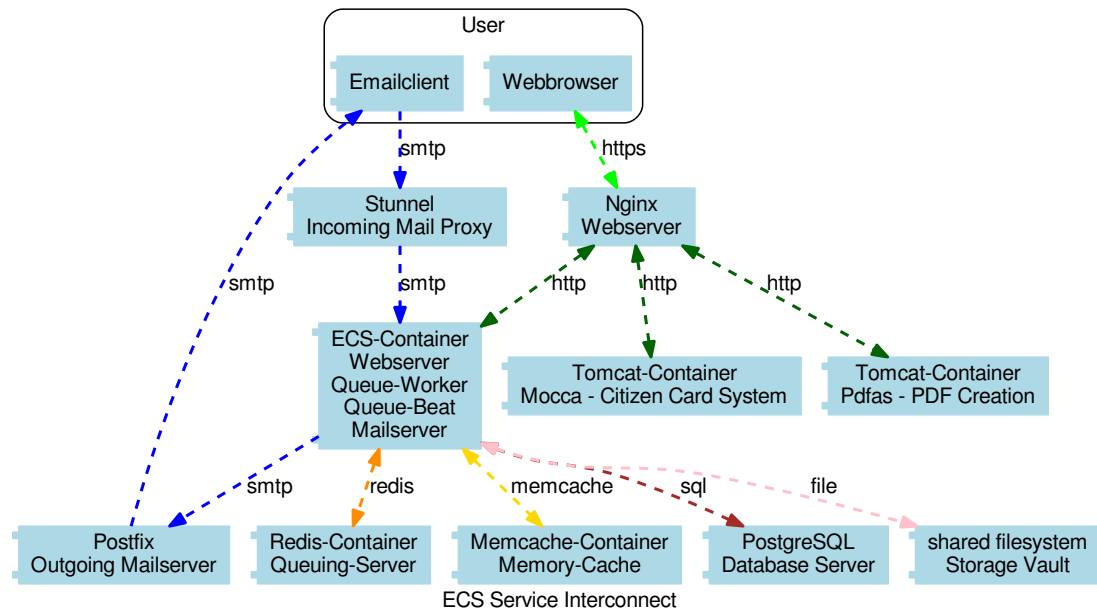 User
Emailclient
Webbrowser
smtp
https
Stunnel
Incoming Mail Proxy
Nginx
Webserver
smtp
smtp
http
http
http
ECS-Container
Webserver
Queue-Worker
Queue-Beat
Mailserver
Tomcat-Container
Mocca - Citizen Card System
Tomcat-Container
Pdfas - PDF Creation
smtp
redis
memcache
sql
file
Postfix
Outgoing Mailserver
Redis-Container
Queuing-Server
Memcache-Container
Memory-Cache
PostgreSQL
Database Server
shared filesystem
Storage Vault
ECS Service Interconnect